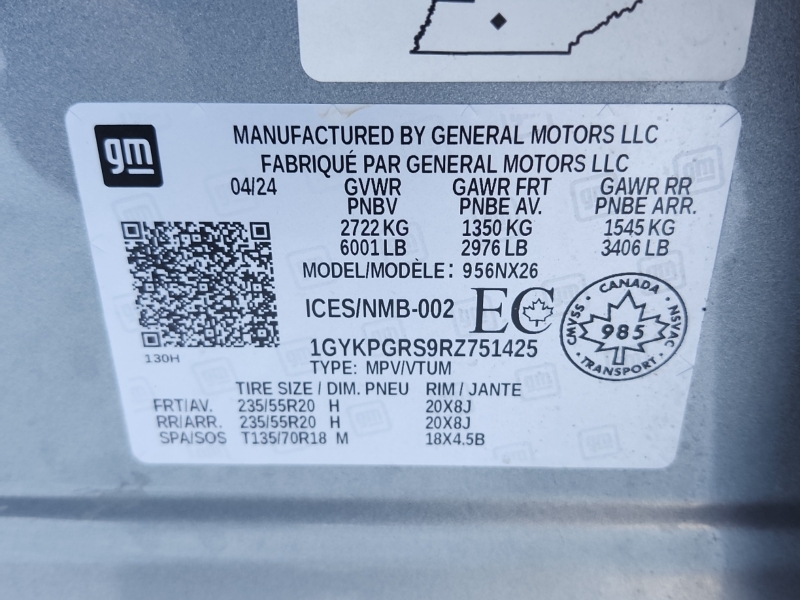 gm
MANUFACTURED BY GENERAL MOTORS LLC
FABRIQUÉ PAR GENERAL MOTORS LLC
04/24 GVWR GAWR FRT GAWR RR
PNBV PNBE AV. PNBE ARR.
2722 KG 1350 KG 1545 KG
6001 LB 2976 LB 3406 LB
MODEL/MODÈLE: 956NX26
ICES/NMB-002 EC
CANADA
CMVSS 985 NSVAC
TRANSPORT
130H
1GYKPGRS9RZ751425
TYPE: MPV/VTUM
TIRE SIZE / DIM. PNEU RIM / JANTE
FRT/AV. 235/55R20 H 20X8J
RR/ARR. 235/55R20 H 20X8J
SPA/SOS T135/70R18 M 18X4.5B